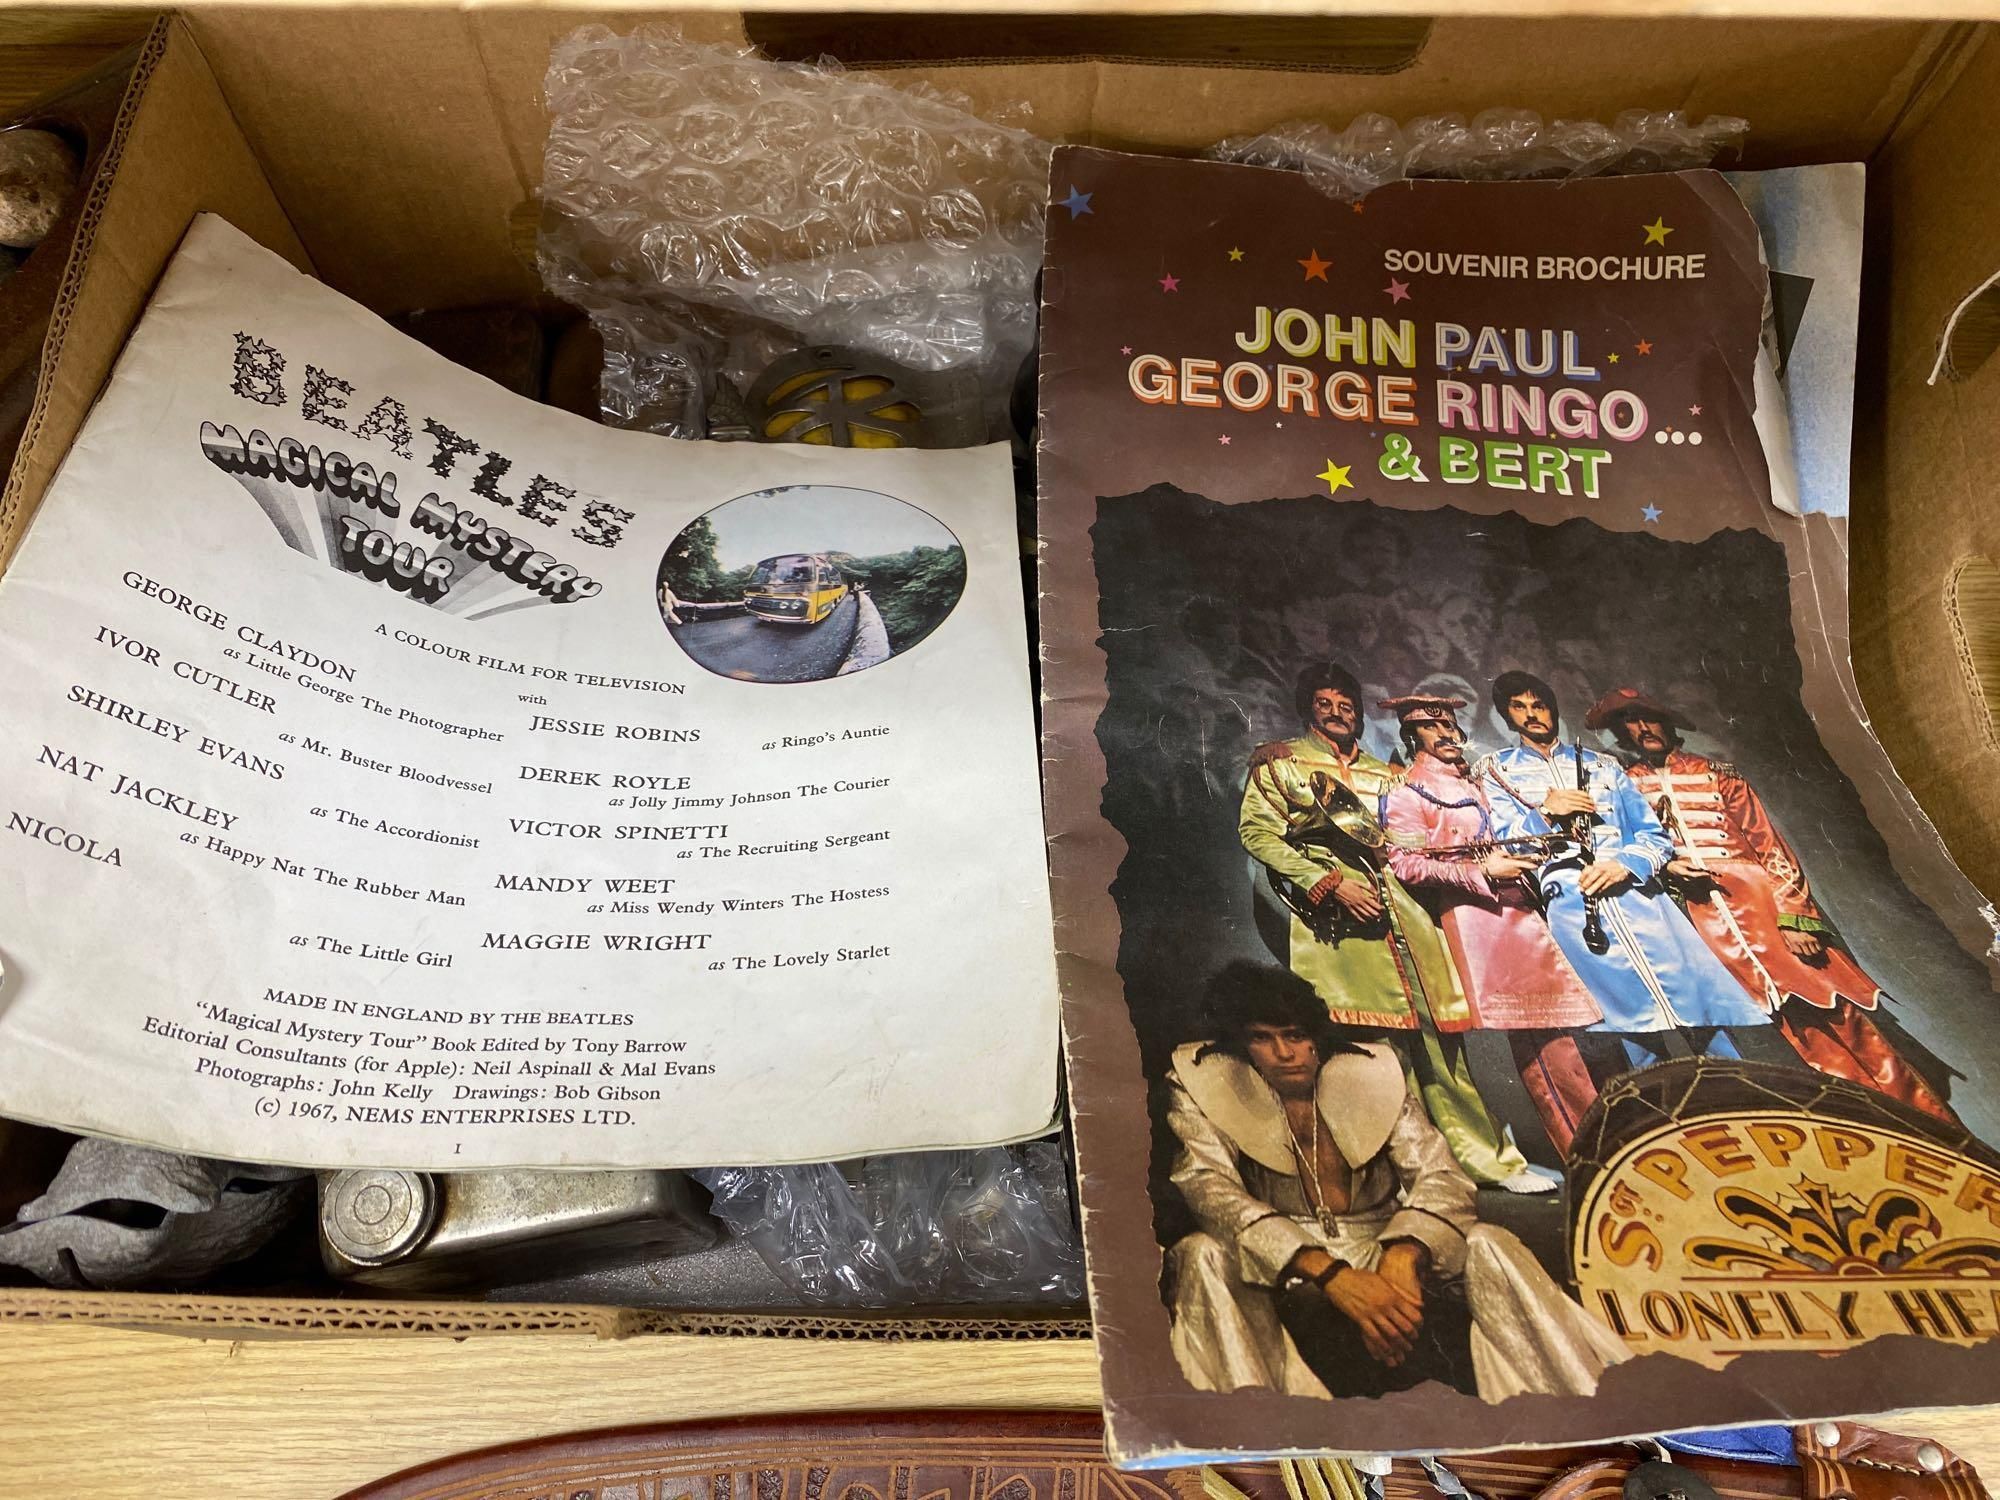 BEATLES
MAGICAL MYSTERY
TOUR
A COLOUR FILM FOR TELEVISION
with
GEORGE CLAYDON
as Little George The Photographer
IVOR CUTLER
as Mr. Buster Bloodvessel
SHIRLEY EVANS
as The Accordionist
NAT JACKLEY
as Happy Nat The Rubber Man
NICOLA
as The Little Girl
JESSIE ROBINS
as Ringo's Auntie
DEREK ROYLE
as Jolly Jimmy Johnson The Courier
VICTOR SPINETTI
as The Recruiting Sergeant
MANDY WEET
as Miss Wendy Winters The Hostess
MAGGIE WRIGHT
as The Lovely Starlet
MADE IN ENGLAND BY THE BEATLES
"Magical Mystery Tour" Book Edited by Tony Barrow
Editorial Consultants (for Apple): Neil Aspinall & Mal Evans
Photographs: John Kelly Drawings: Bob Gibson
(c) 1967, NEMS ENTERPRISES LTD.
1
SOUVENIR BROCHURE
JOHN PAUL
GEORGE RINGO...
& BERT
SGT. PEPPER
LONELY HEA